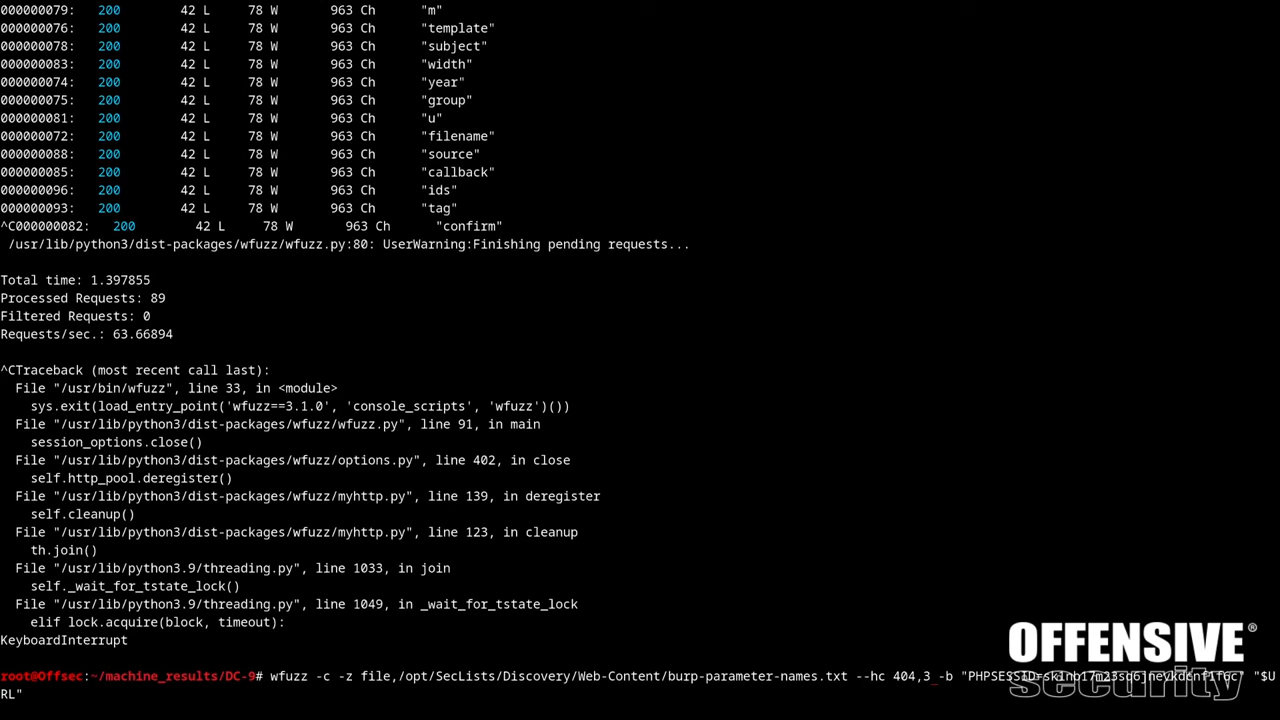 000000079: 200 42 L 78 W 963 Ch "m"
000000076: 200 42 L 78 W 963 Ch "template"
000000078: 200 42 L 78 W 963 Ch "subject"
000000083: 200 42 L 78 W 963 Ch "width"
000000074: 200 42 L 78 W 963 Ch "year"
000000075: 200 42 L 78 W 963 Ch "group"
000000081: 200 42 L 78 W 963 Ch "u"
000000072: 200 42 L 78 W 963 Ch "filename"
000000088: 200 42 L 78 W 963 Ch "source"
000000085: 200 42 L 78 W 963 Ch "callback"
000000096: 200 42 L 78 W 963 Ch "ids"
000000093: 200 42 L 78 W 963 Ch "tag"
^C000000082: 200 42 L 78 W 963 Ch "confirm"
/usr/lib/python3/dist-packages/wfuzz/wfuzz.py:80: UserWarning:Finishing pending requests...
Total time: 1.397855
Processed Requests: 89
Filtered Requests: 0
Requests/sec.: 63.66894
^CTraceback (most recent call last):
File "/usr/bin/wfuzz", line 33, in <module>
sys.exit(load_entry_point('wfuzz==3.1.0', 'console_scripts', 'wfuzz')())
File "/usr/lib/python3/dist-packages/wfuzz/wfuzz.py", line 91, in main
session_options.close()
File "/usr/lib/python3/dist-packages/wfuzz/options.py", line 402, in close
self.http_pool.deregister()
File "/usr/lib/python3/dist-packages/wfuzz/myhttp.py", line 139, in deregister
self.cleanup()
File "/usr/lib/python3/dist-packages/wfuzz/myhttp.py", line 123, in cleanup
th.join()
File "/usr/lib/python3.9/threading.py", line 1033, in join
self._wait_for_tstate_lock()
File "/usr/lib/python3.9/threading.py", line 1049, in _wait_for_tstate_lock
elif lock.acquire(block, timeout):
KeyboardInterrupt
OFFENSIVE®
security
root@Offsec:~/machine_results/DC-9# wfuzz -c -z file,/opt/SecLists/Discovery/Web-Content/burp-parameter-names.txt --hc 404,3 -b "$U
RL"